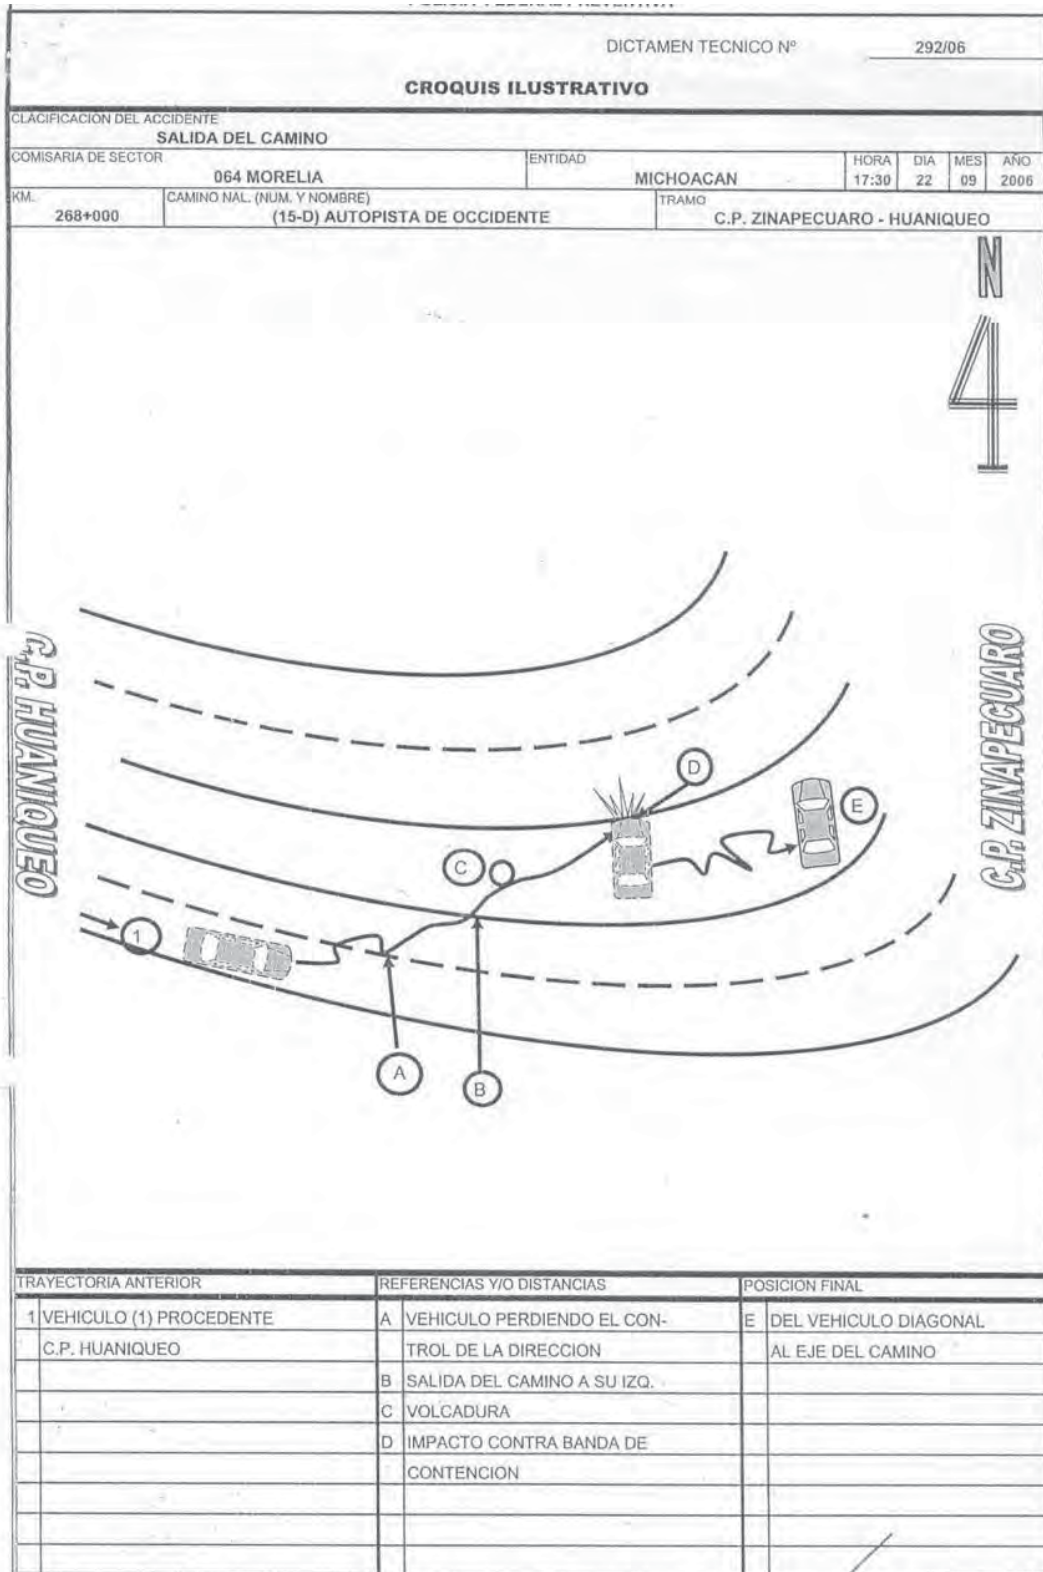 DICTAMEN TECNICO Nº 292/06
CROQUIS ILUSTRATIVO
CLACIFICACION DEL ACCIDENTE
SALIDA DEL CAMINO
COMISARIA DE SECTOR ENTIDAD HORA DIA MES AÑO
064 MORELIA MICHOACAN 17:30 22 09 2006
KM. CAMINO NAL. (NUM. Y NOMBRE) TRAMO
268+000 (15-D) AUTOPISTA DE OCCIDENTE C.P. ZINAPECUARO - HUANIQUEO
N
C.P. HUANIQUEO
C.P. ZINAPECUARO
D
E
C
1
A
B
TRAYECTORIA ANTERIOR REFERENCIAS Y/O DISTANCIAS POSICION FINAL
1 VEHICULO (1) PROCEDENTE A VEHICULO PERDIENDO EL CON- E DEL VEHICULO DIAGONAL
C.P. HUANIQUEO TROL DE LA DIRECCION AL EJE DEL CAMINO
B SALIDA DEL CAMINO A SU IZQ.
C VOLCADURA
D IMPACTO CONTRA BANDA DE
CONTENCION